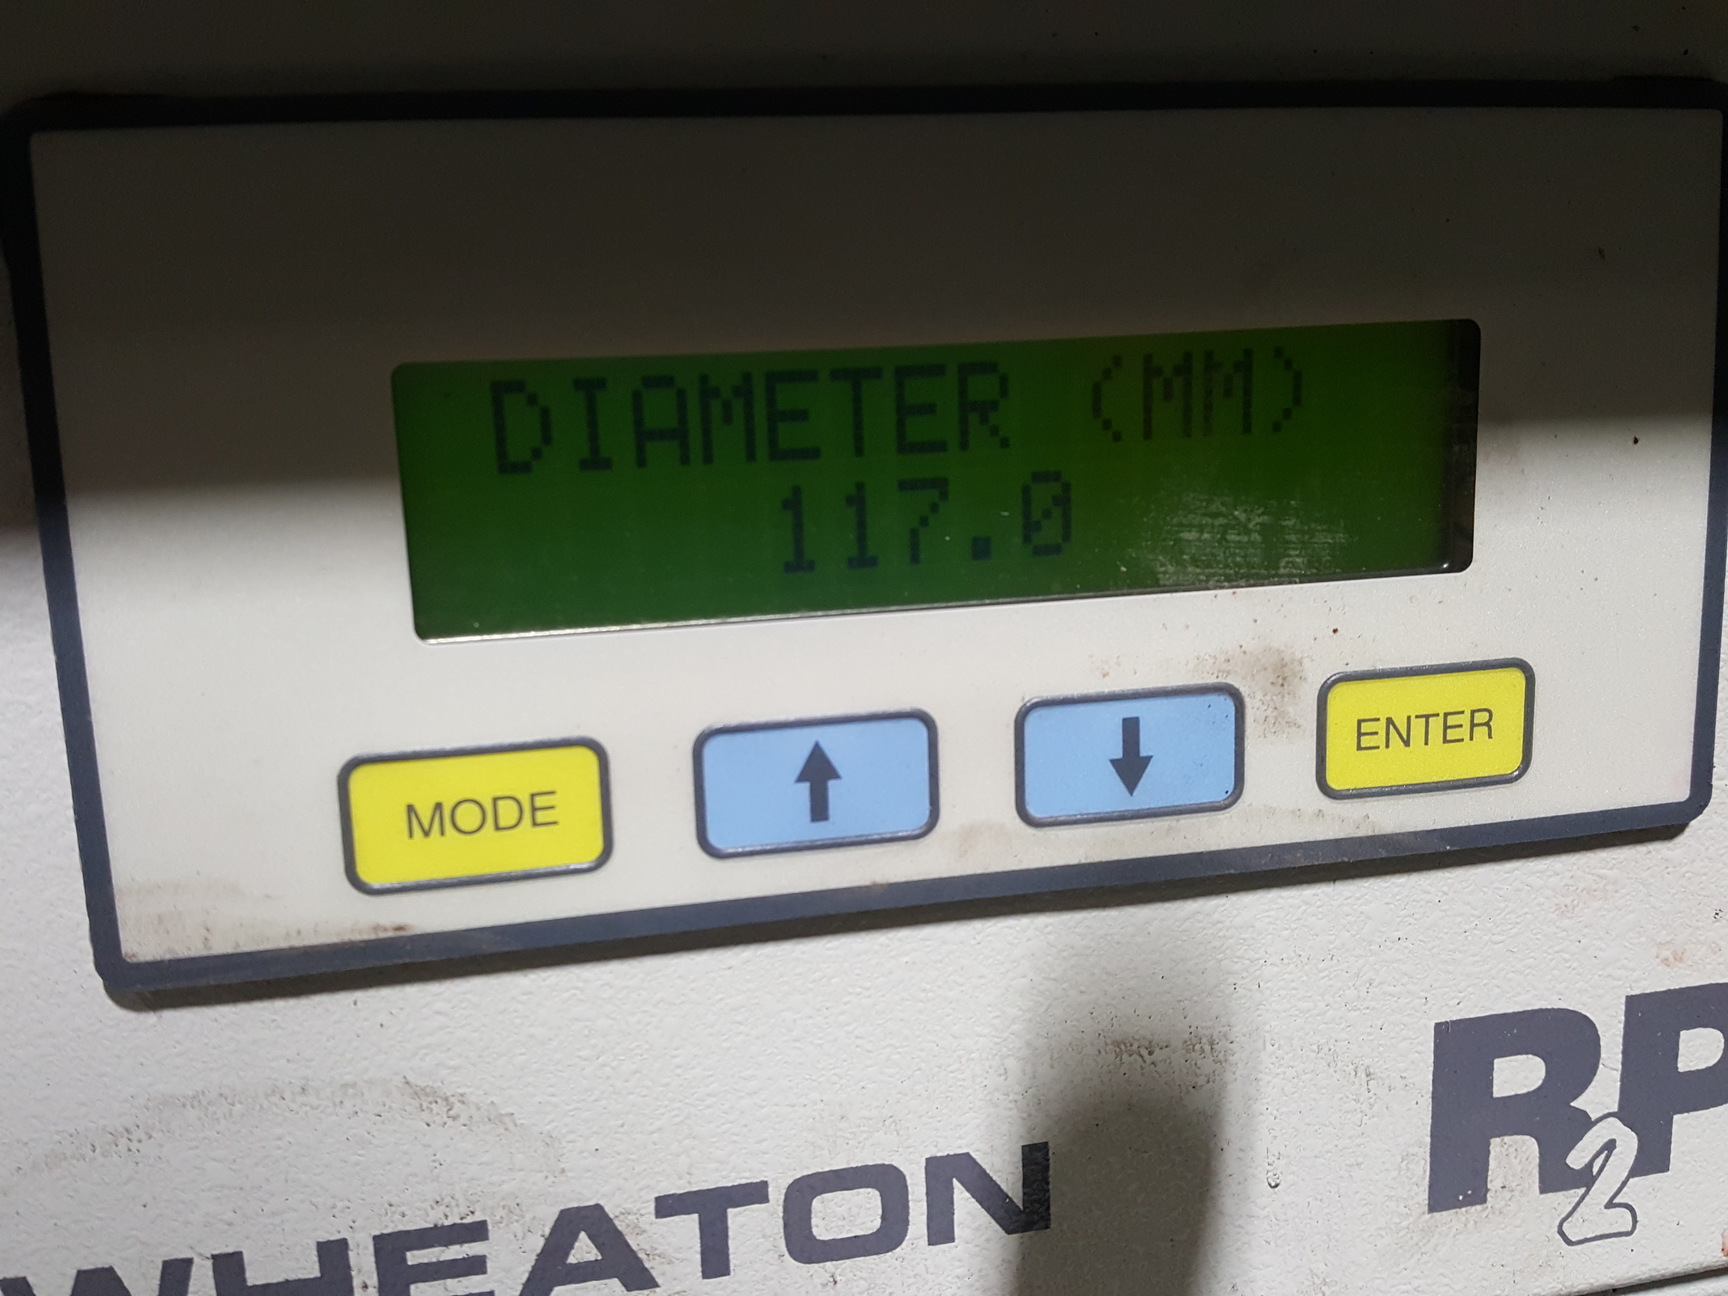 DIAMETER (MM)
117.0
MODE
ENTER
WHEATON
R2P